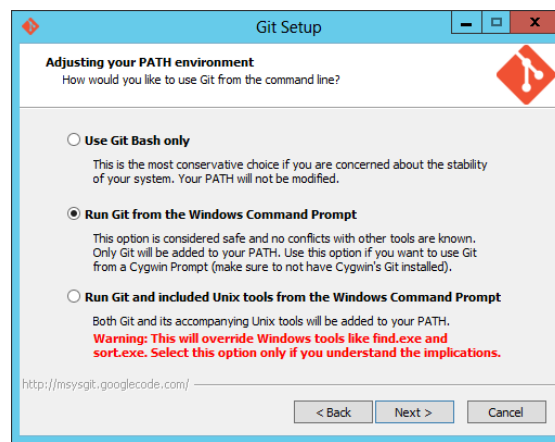 Git Setup
Adjusting your PATH environment
How would you like to use Git from the command line?
Use Git Bash only
This is the most conservative choice if you are concerned about the stability
of your system. Your PATH will not be modified.
Run Git from the Windows Command Prompt
This option is considered safe and no conflicts with other tools are known.
Only Git will be added to your PATH. Use this option if you want to use Git
from a Cygwin Prompt (make sure to not have Cygwin's Git installed).
Run Git and included Unix tools from the Windows Command Prompt
Both Git and its accompanying Unix tools will be added to your PATH.
Warning: This will override Windows tools like find.exe and
sort.exe. Select this option only if you understand the implications.
http://msysgit.googlecode.com/
< Back Next > Cancel